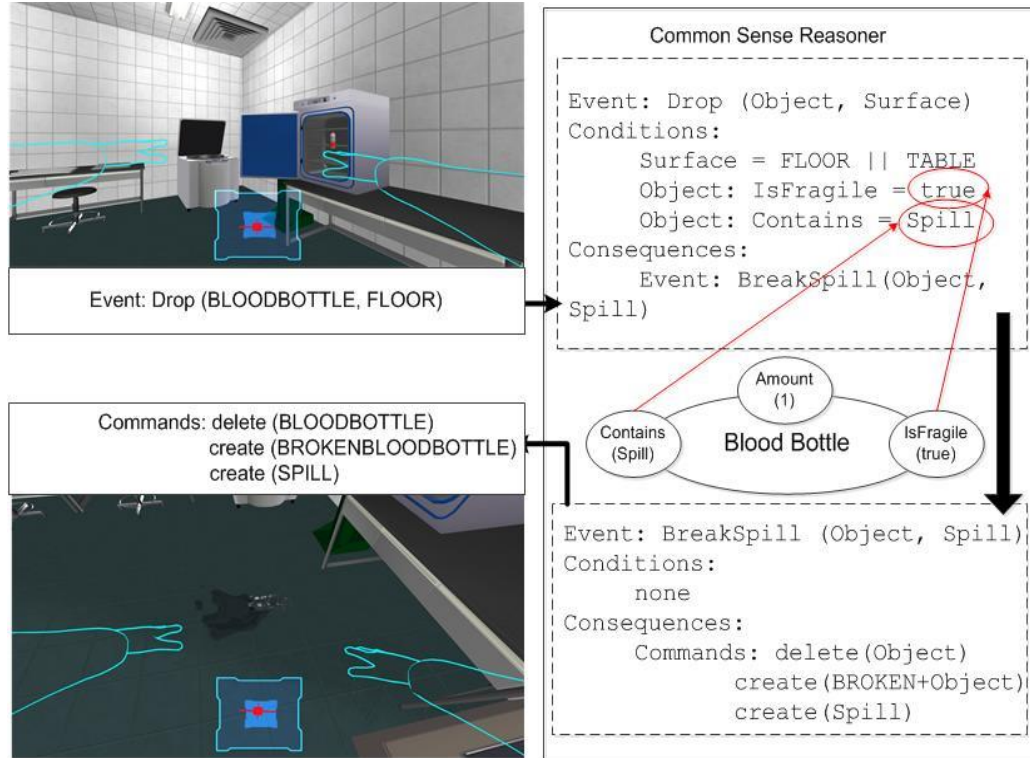 Event: Drop (BLOODBOTTLE, FLOOR)
Common Sense Reasoner
Event: Drop (Object, Surface)
Conditions:
Surface = FLOOR || TABLE
Object: IsFragile = true
Object: Contains = Spill
Consequences:
Event: BreakSpill(Object,
Spill)
Amount
(1)
Contains
(Spill)
Blood Bottle
IsFragile
(true)
Event: BreakSpill (Object, Spill)
Conditions:
none
Consequences:
Commands: delete(Object)
create(BROKEN+Object)
create(Spill)
Commands: delete (BLOODBOTTLE)
create (BROKENBLOODBOTTLE)
create (SPILL)